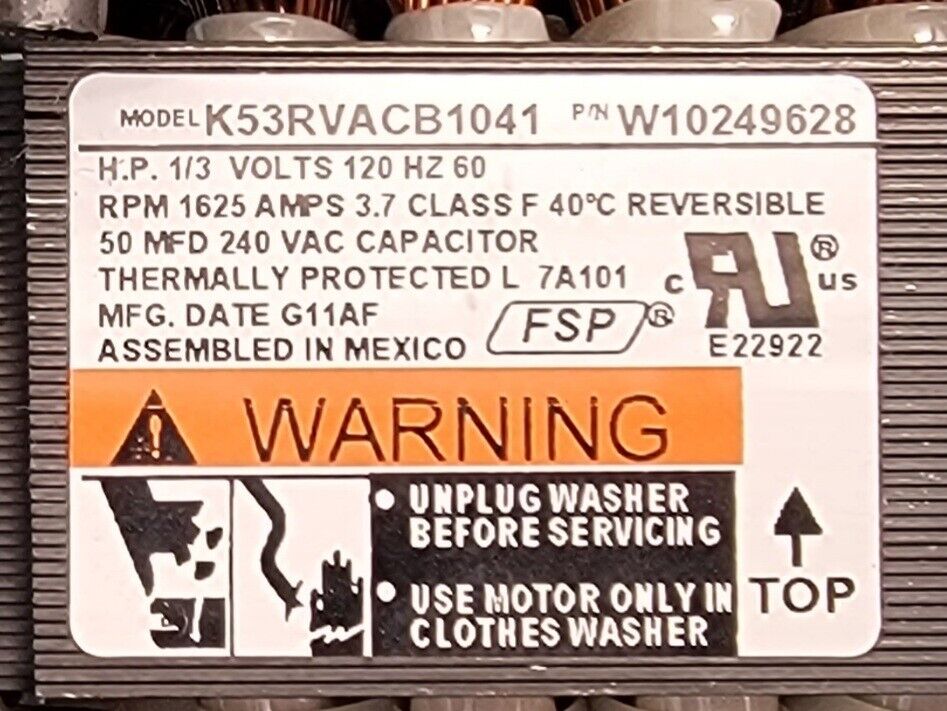 MODEL K53RVACB1041 P/N W10249628
H.P. 1/3 VOLTS 120 HZ 60
RPM 1625 AMPS 3.7 CLASS F 40°C REVERSIBLE
50 MFD 240 VAC CAPACITOR
THERMALLY PROTECTED L 7A101
MFG. DATE G11AF
ASSEMBLED IN MEXICO
FSP®
c RU® us
E22922
WARNING
• UNPLUG WASHER
BEFORE SERVICING
• USE MOTOR ONLY IN
CLOTHES WASHER
TOP